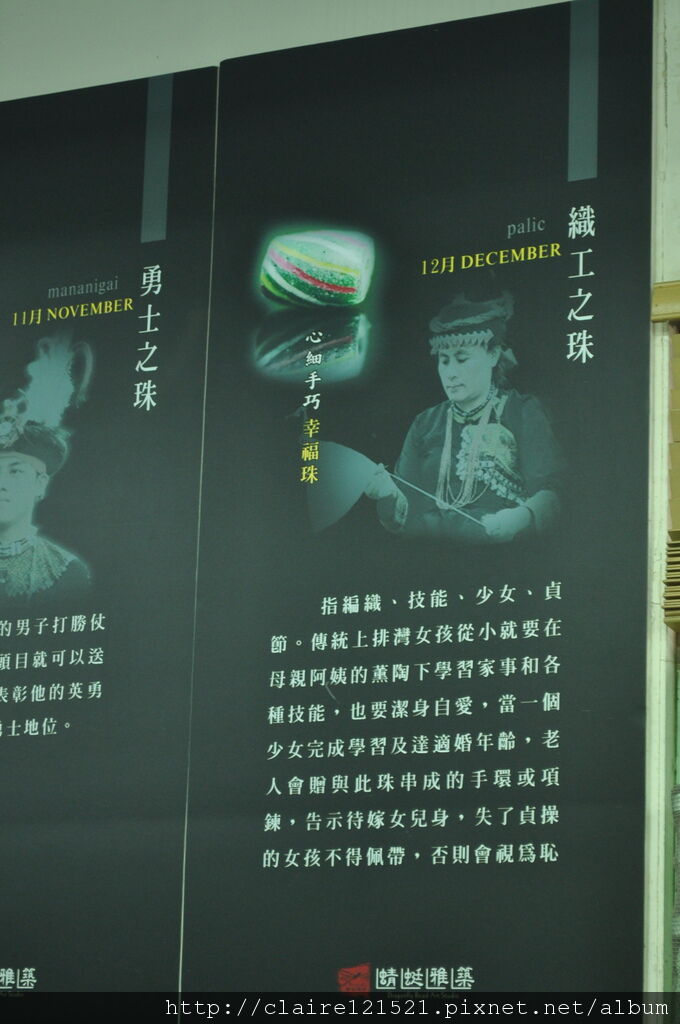 mananigai
11月 NOVEMBER
勇士之珠
的男子打勝仗
頭目就可以送
表彰他的英勇
勇士地位。
雅築
palic
12月 DECEMBER
織工之珠
心細手巧 幸福珠
指編織、技能、少女、貞
節。傳統上排灣女孩從小就要在
母親阿姨的薰陶下學習家事和各
種技能，也要潔身自愛，當一個
少女完成學習及達適婚年齡，老
人會贈與此珠串成的手環或項
鍊，告示待嫁女兒身，失了貞操
的女孩不得佩帶，否則會視爲恥
蜻蜓雅築
http://claire121521.pixnet.net/album